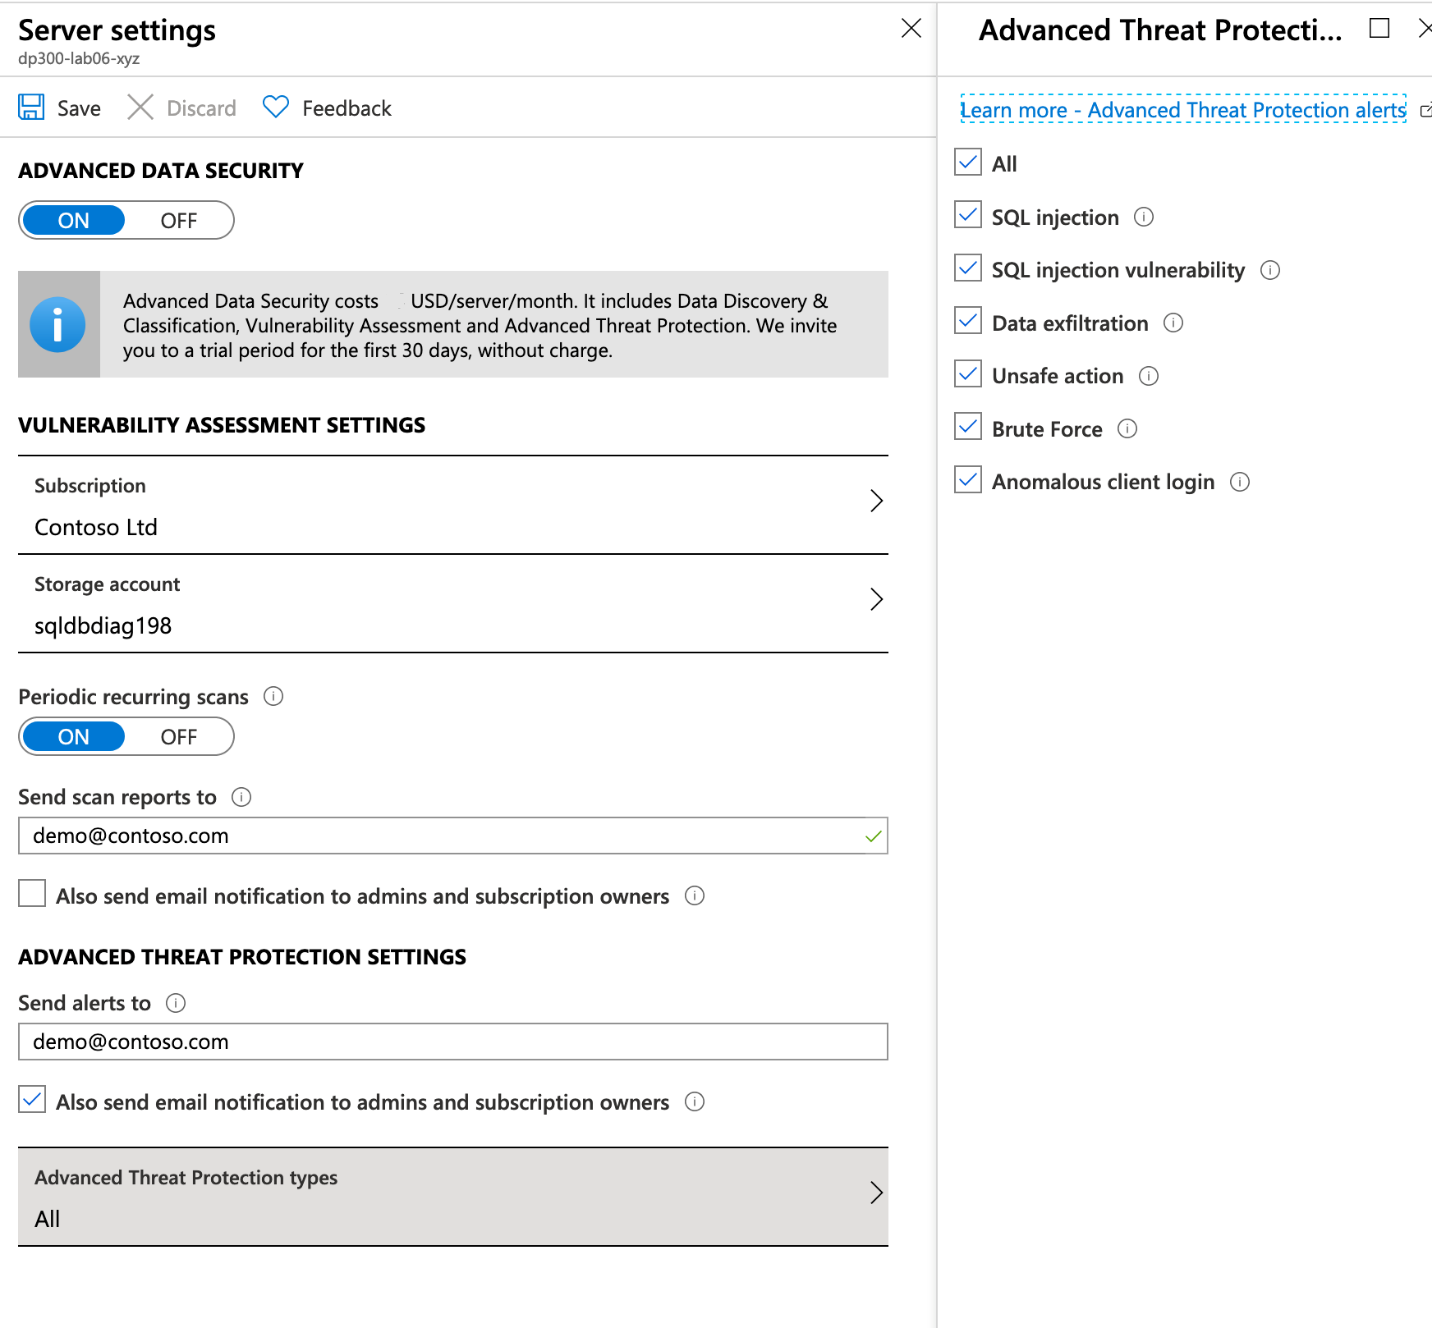 Server settings
dp300-lab06-xyz
Save
Discard
Feedback
ADVANCED DATA SECURITY
ON
OFF
Advanced Data Security costs USD/server/month. It includes Data Discovery &
Classification, Vulnerability Assessment and Advanced Threat Protection. We invite
you to a trial period for the first 30 days, without charge.
VULNERABILITY ASSESSMENT SETTINGS
Subscription
Contoso Ltd
Storage account
sqldbdiag198
Periodic recurring scans
ON
OFF
Send scan reports to
demo@contoso.com
Also send email notification to admins and subscription owners
ADVANCED THREAT PROTECTION SETTINGS
Send alerts to
demo@contoso.com
Also send email notification to admins and subscription owners
Advanced Threat Protection types
All
Advanced Threat Protecti...
Learn more - Advanced Threat Protection alerts
All
SQL injection
SQL injection vulnerability
Data exfiltration
Unsafe action
Brute Force
Anomalous client login